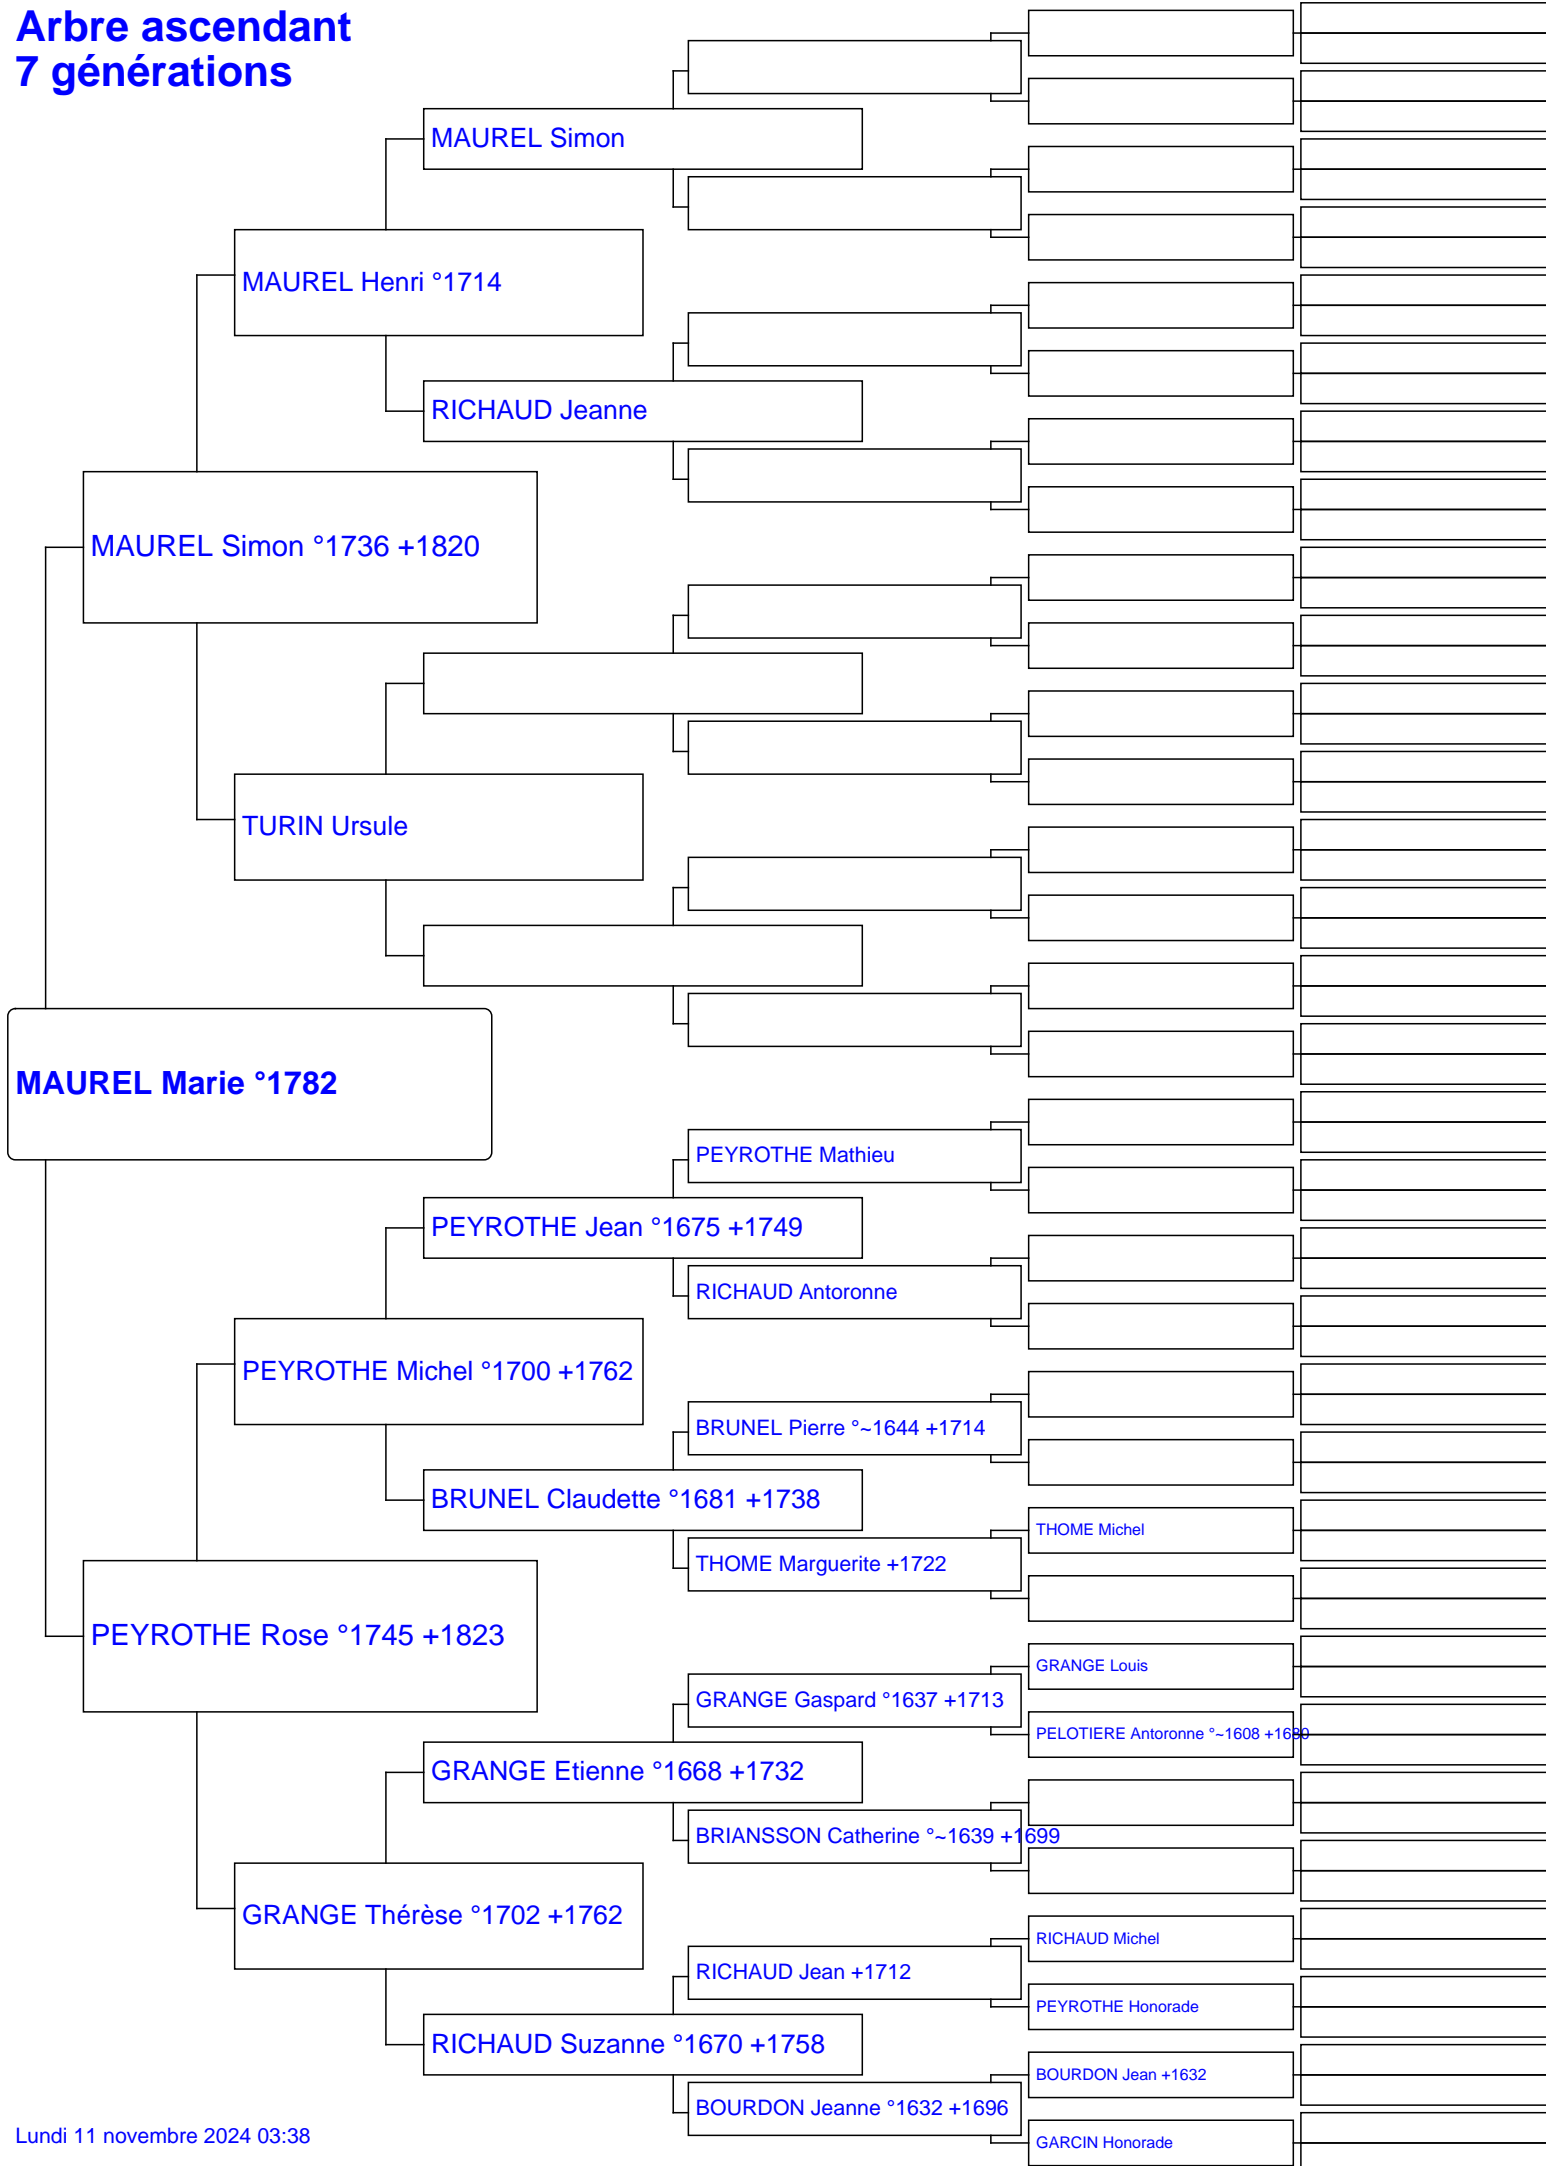 Arbre ascendant
7 générations
MAUREL Simon
MAUREL Henri °1714
RICHAUD Jeanne
MAUREL Simon °1736 +1820
TURIN Ursule
MAUREL Marie °1782
PEYROTHE Mathieu
PEYROTHE Jean °1675 +1749
RICHAUD Antoronne
PEYROTHE Michel °1700 +1762
BRUNEL Pierre °~1644 +1714
BRUNEL Claudette °1681 +1738
THOME Michel
THOME Marguerite +1722
PEYROTHE Rose °1745 +1823
GRANGE Louis
GRANGE Gaspard °1637 +1713
PELOTIERE Antoronne °~1608 +1680
GRANGE Etienne °1668 +1732
BRIANSSON Catherine °~1639 +1699
GRANGE Thérèse °1702 +1762
RICHAUD Michel
RICHAUD Jean +1712
PEYROTHE Honorade
RICHAUD Suzanne °1670 +1758
BOURDON Jean +1632
BOURDON Jeanne °1632 +1696
GARCIN Honorade
Lundi 11 novembre 2024 03:38